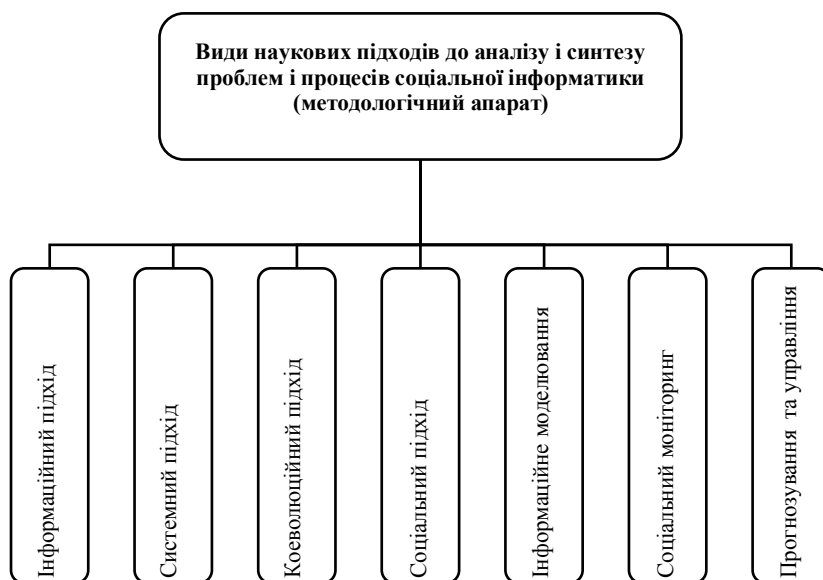 Види наукових підходів до аналізу і синтезу
проблем і процесів соціальної інформатики
(методологічний апарат)
Інформаційний підхід
Системний підхід
Коеволюційний підхід
Соціальний підхід
Інформаційне моделювання
Соціальний моніторинг
Прогнозування та управління